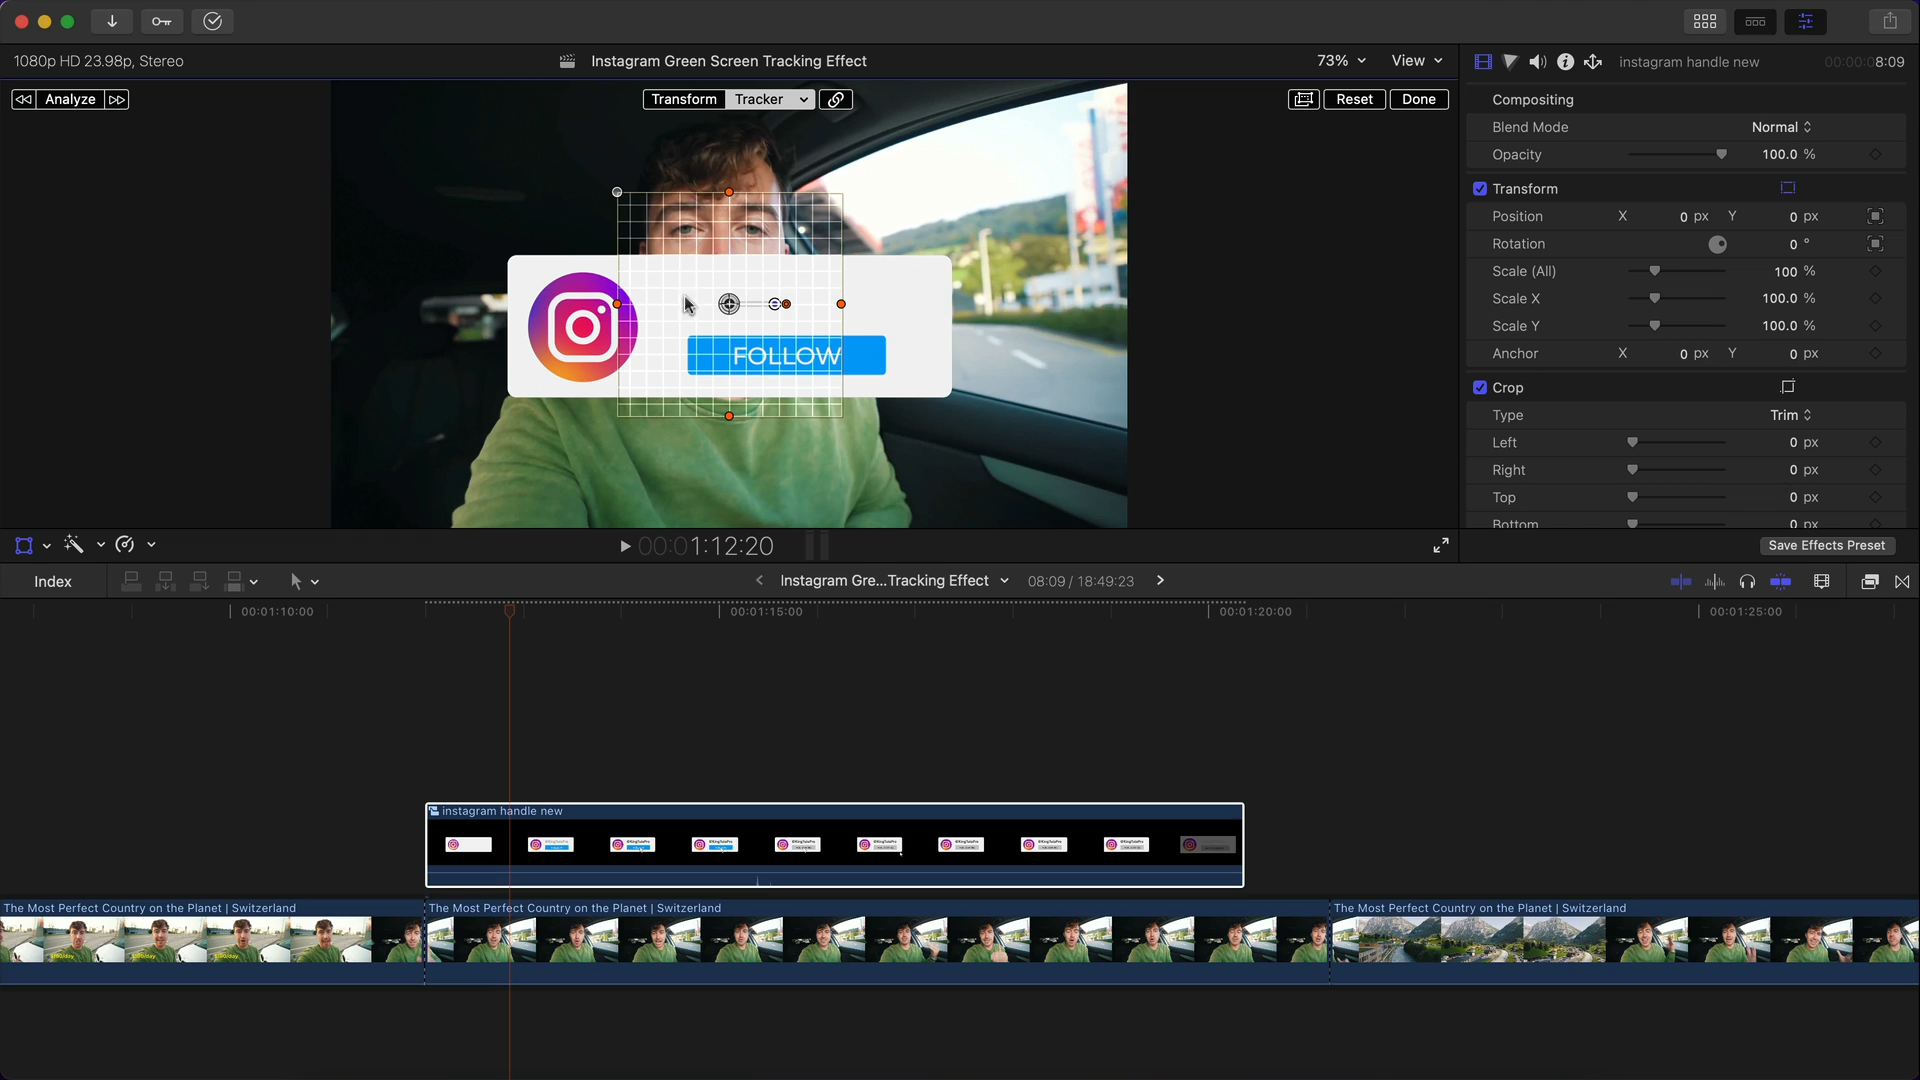 1080p HD 23.98p, Stereo
Instagram Green Screen Tracking Effect
73%
View
instagram handle new
00:00:08:09
Analyze
Transform
Tracker
Reset
Done
Compositing
Blend Mode
Normal
Opacity
100.0 %
Transform
Position
X
0 px
Y
0 px
Rotation
0 °
Scale (All)
100 %
Scale X
100.0 %
Scale Y
100.0 %
Anchor
X
0 px
Y
0 px
Crop
Type
Trim
Left
0 px
Right
0 px
Top
0 px
Bottom
0 px
FOLLOW
00:01:12:20
Save Effects Preset
Index
Instagram Gre...Tracking Effect
08:09 / 18:49:23
00:01:10:00
00:01:15:00
00:01:20:00
00:01:25:00
instagram handle new
The Most Perfect Country on the Planet | Switzerland
The Most Perfect Country on the Planet | Switzerland
The Most Perfect Country on the Planet | Switzerland